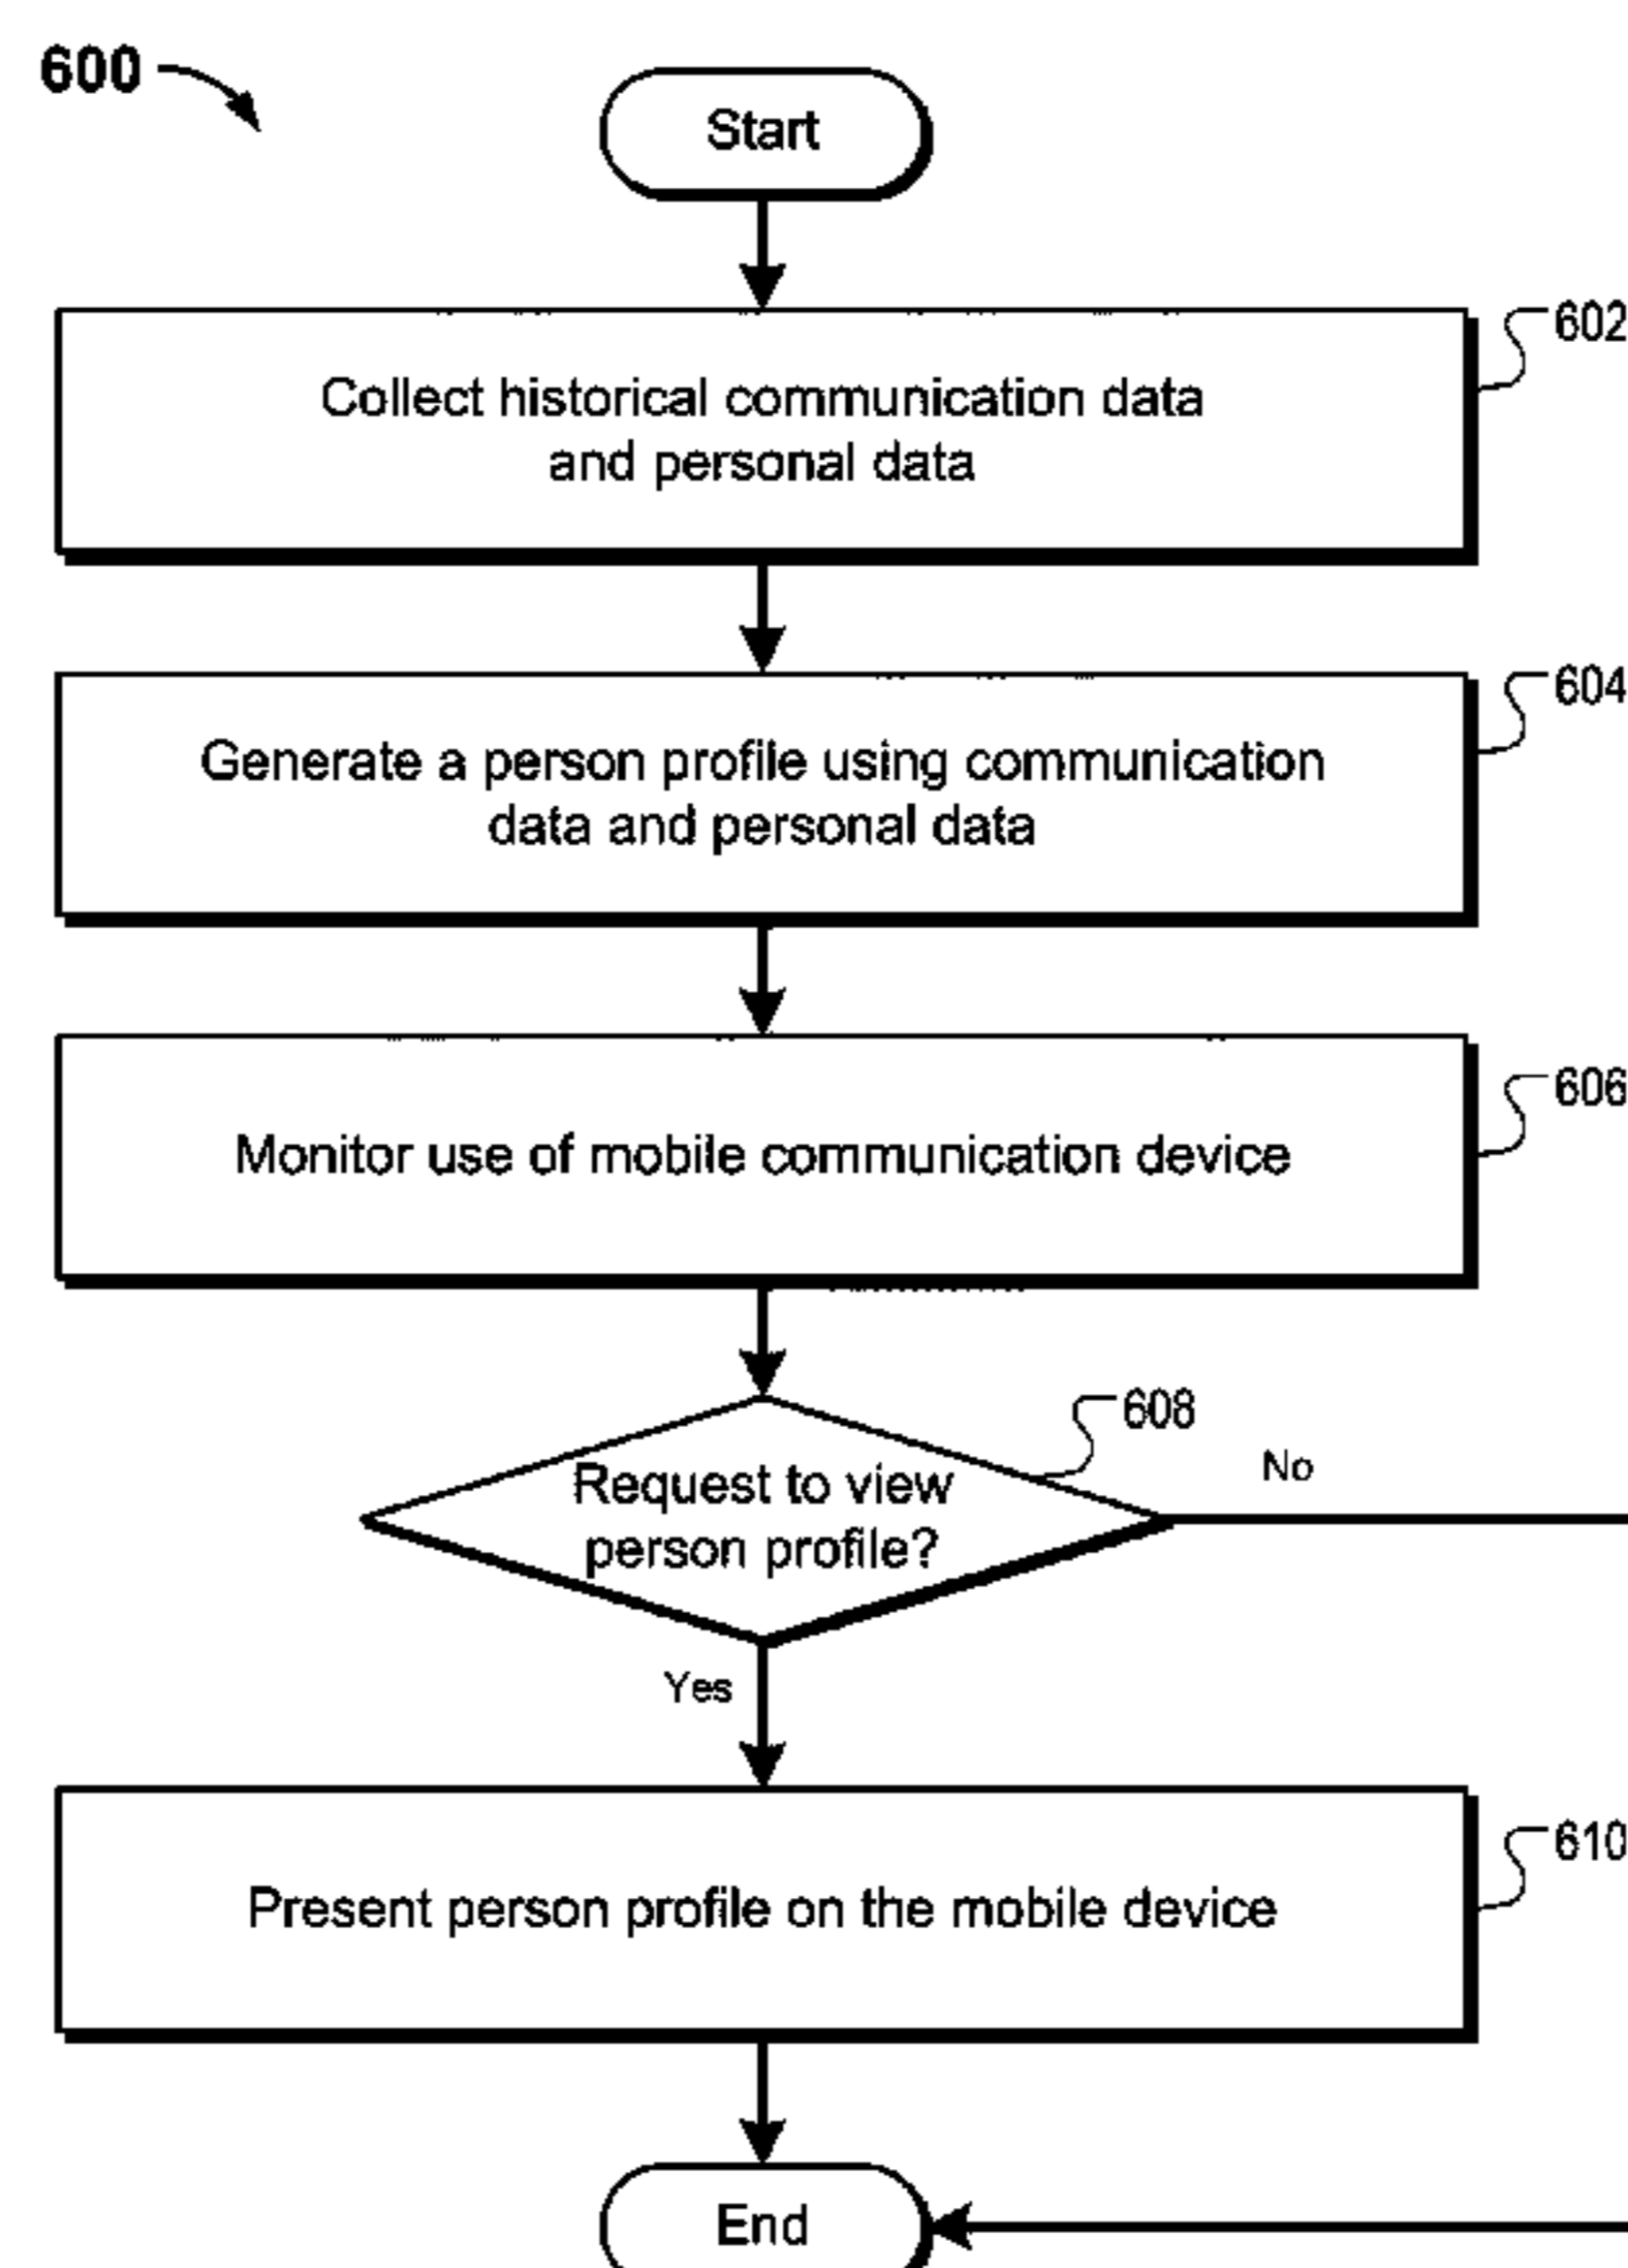 600
Start
602
Collect historical communication data
and personal data
604
Generate a person profile using communication
data and personal data
606
Monitor use of mobile communication device
608
No
Request to view
person profile?
Yes
610
Present person profile on the mobile device
End